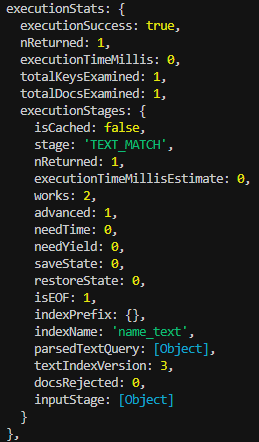 executionStats: {
executionSuccess: true,
nReturned: 1,
executionTimeMillis: 0,
totalKeysExamined: 1,
totalDocsExamined: 1,
executionStages: {
isCached: false,
stage: 'TEXT_MATCH',
nReturned: 1,
executionTimeMillisEstimate: 0,
works: 2,
advanced: 1,
needTime: 0,
needYield: 0,
saveState: 0,
restoreState: 0,
isEOF: 1,
indexPrefix: {},
indexName: 'name_text',
parsedTextQuery: [Object],
textIndexVersion: 3,
docsRejected: 0,
inputStage: [Object]
}
},